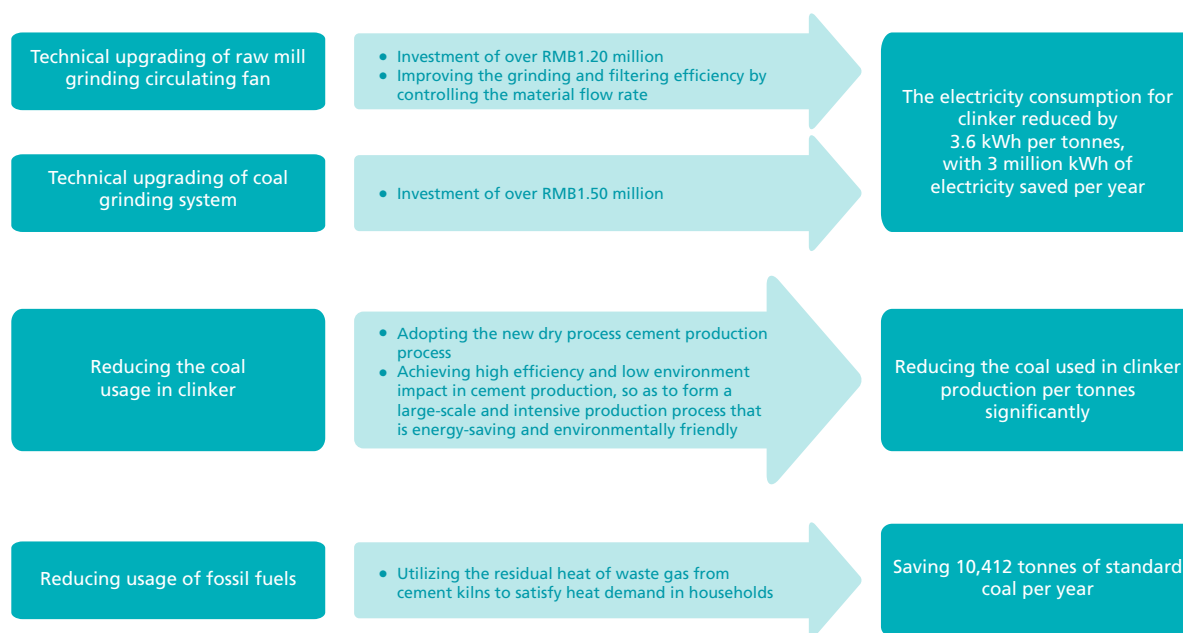 Technical upgrading of raw mill
grinding circulating fan
• Investment of over RMB1.20 million
• Improving the grinding and filtering efficiency by
controlling the material flow rate
Technical upgrading of coal
grinding system
• Investment of over RMB1.50 million
The electricity consumption for
clinker reduced by
3.6 kWh per tonnes,
with 3 million kWh of
electricity saved per year
Reducing the coal
usage in clinker
• Adopting the new dry process cement production
process
• Achieving high efficiency and low environment
impact in cement production, so as to form a
large-scale and intensive production process that
is energy-saving and environmentally friendly
Reducing the coal used in clinker
production per tonnes
significantly
Reducing usage of fossil fuels
• Utilizing the residual heat of waste gas from
cement kilns to satisfy heat demand in households
Saving 10,412 tonnes of standard
coal per year